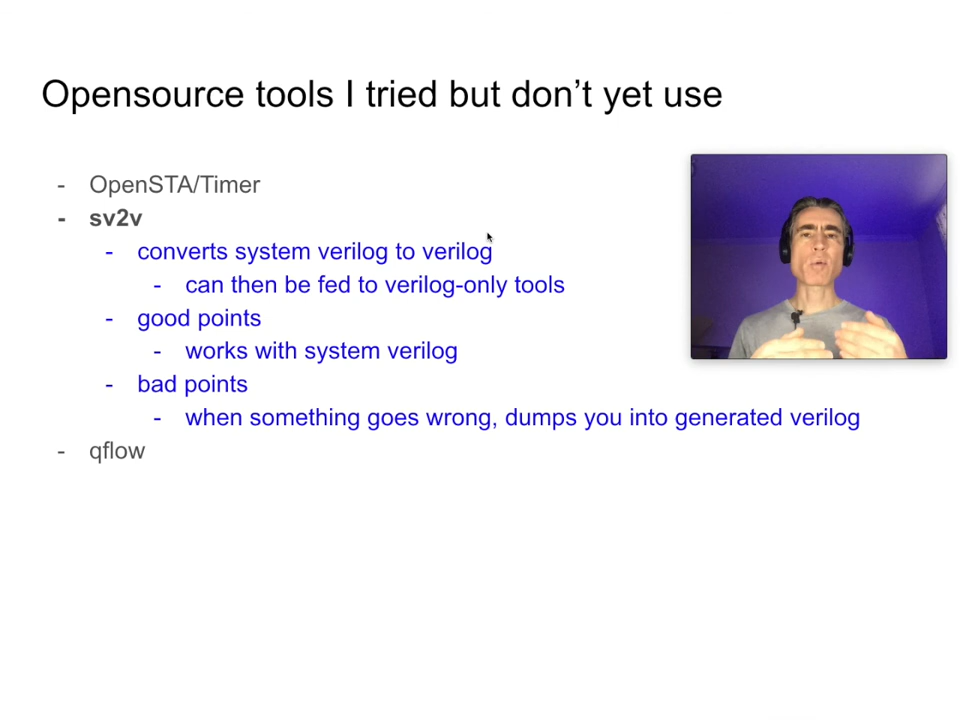 Opensource tools I tried but don’t yet use
- OpenSTA/Timer
- sv2v
- converts system verilog to verilog
- can then be fed to verilog-only tools
- good points
- works with system verilog
- bad points
- when something goes wrong, dumps you into generated verilog
- qflow